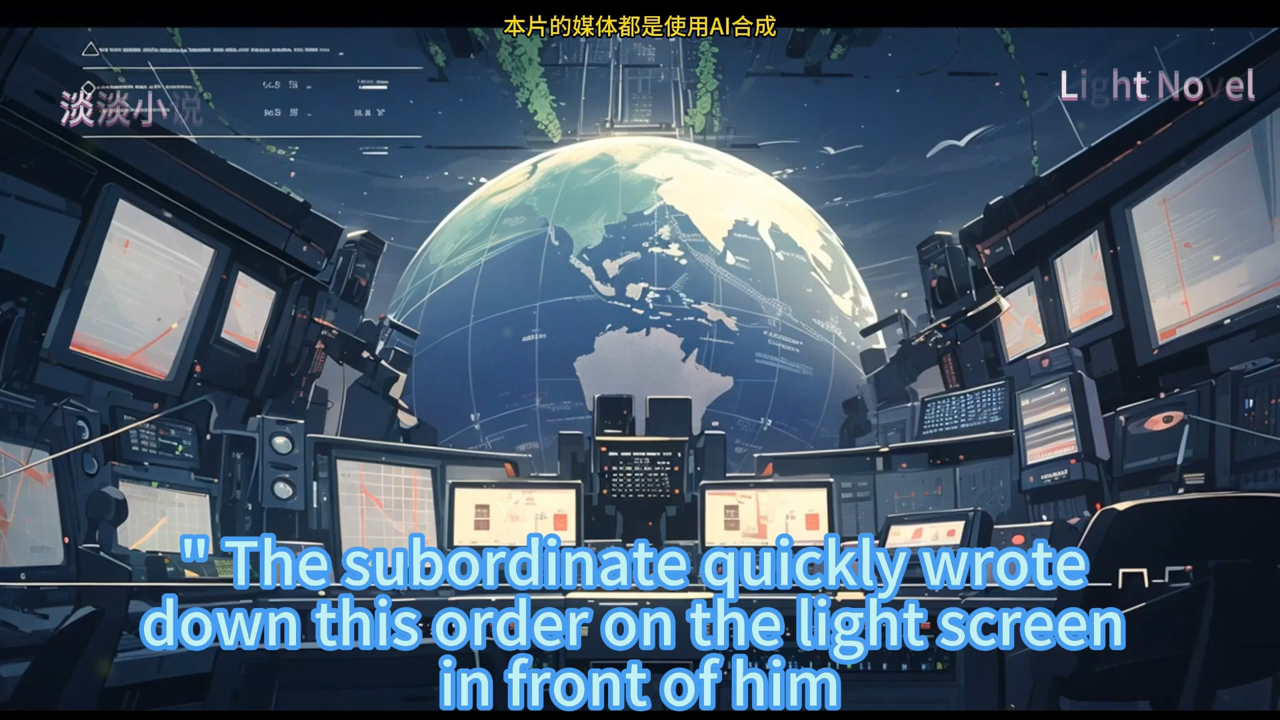 本片的媒体都是使用AI合成
淡淡小说
Light Novel
" The subordinate quickly wrote
down this order on the light screen
in front of him